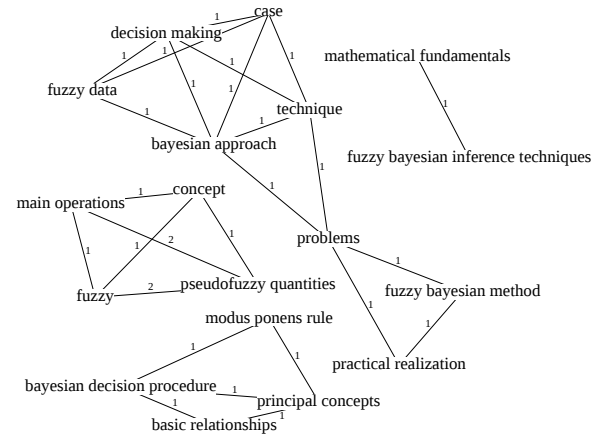 case
1
decision making
mathematical fundamentals
1
1
1
1
fuzzy data
1
1
1
technique
1
1
bayesian approach
fuzzy bayesian inference techniques
1
1
concept
1
main operations
1
2
problems
1
1
1
pseudofuzzy quantities
2
fuzzy
fuzzy bayesian method
1
modus ponens rule
1
1
1
practical realization
bayesian decision procedure
1
principal concepts
1
1
basic relationships